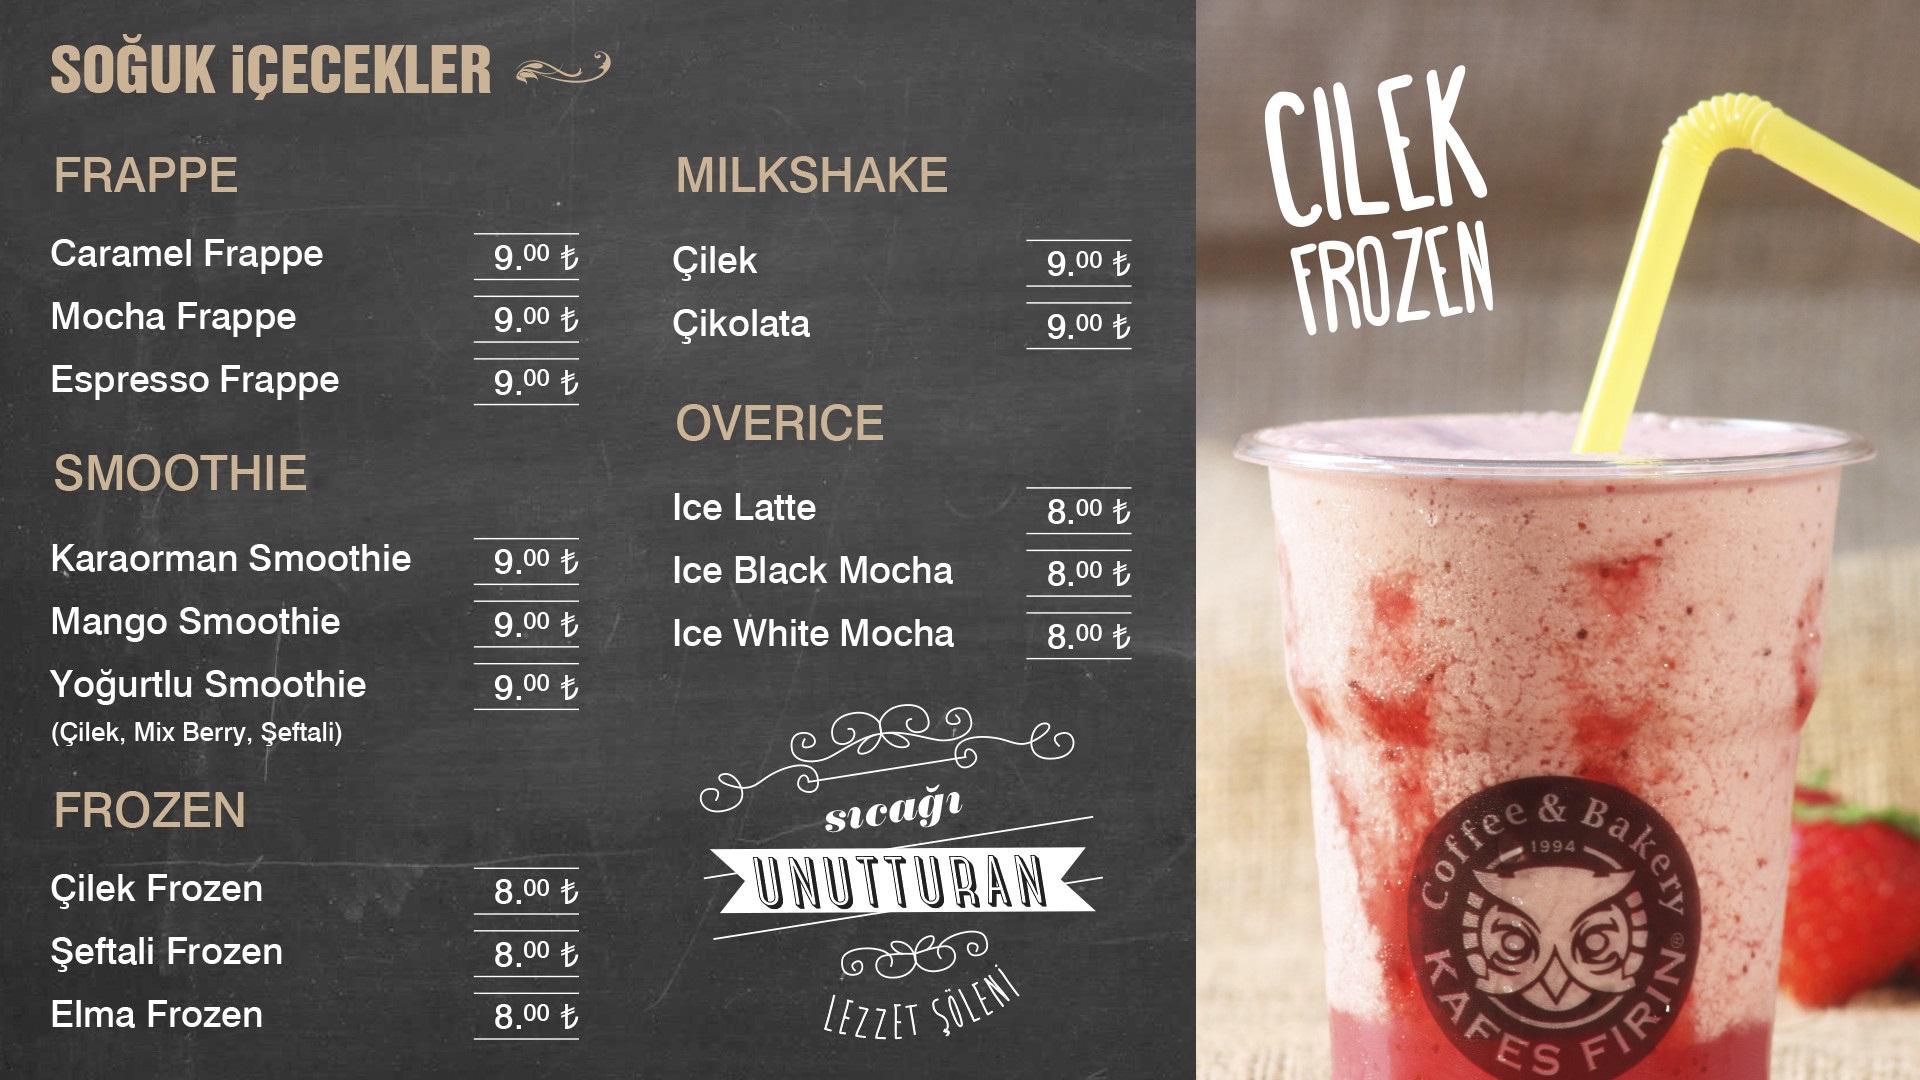 SOĞUK İÇECEKLER
FRAPPE
Caramel Frappe 9.00 ₺
Mocha Frappe 9.00 ₺
Espresso Frappe 9.00 ₺
SMOOTHIE
Karaorman Smoothie 9.00 ₺
Mango Smoothie 9.00 ₺
Yoğurtlu Smoothie 9.00 ₺
(Çilek, Mix Berry, Şeftali)
FROZEN
Çilek Frozen 8.00 ₺
Şeftali Frozen 8.00 ₺
Elma Frozen 8.00 ₺
MILKSHAKE
Çilek 9.00 ₺
Çikolata 9.00 ₺
OVERICE
Ice Latte 8.00 ₺
Ice Black Mocha 8.00 ₺
Ice White Mocha 8.00 ₺
sıcağı
UNUTTURAN
LEZZET ŞÖLENİ
CILEK
FROZEN
Coffee & Bakery
1994
KAFES FIRIN®